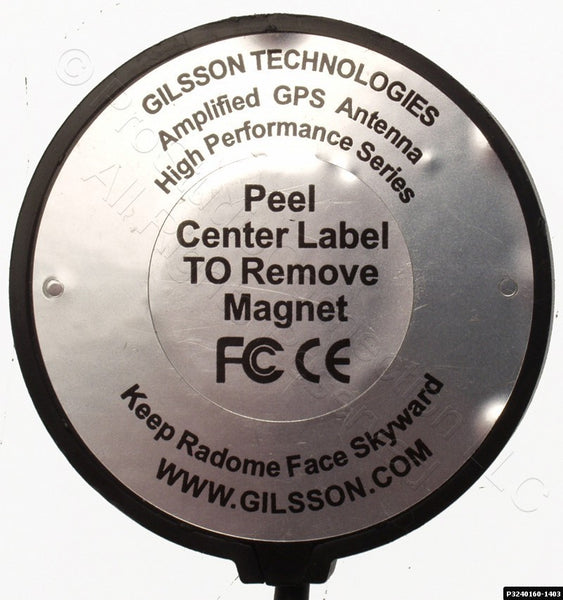 GILSSON TECHNOLOGIES
Amplified GPS Antenna
High Performance Series
Peel
Center Label
TO Remove
Magnet
FC CE
Keep Radome Face Skyward
WWW.GILSSON.COM
P3240160-1403